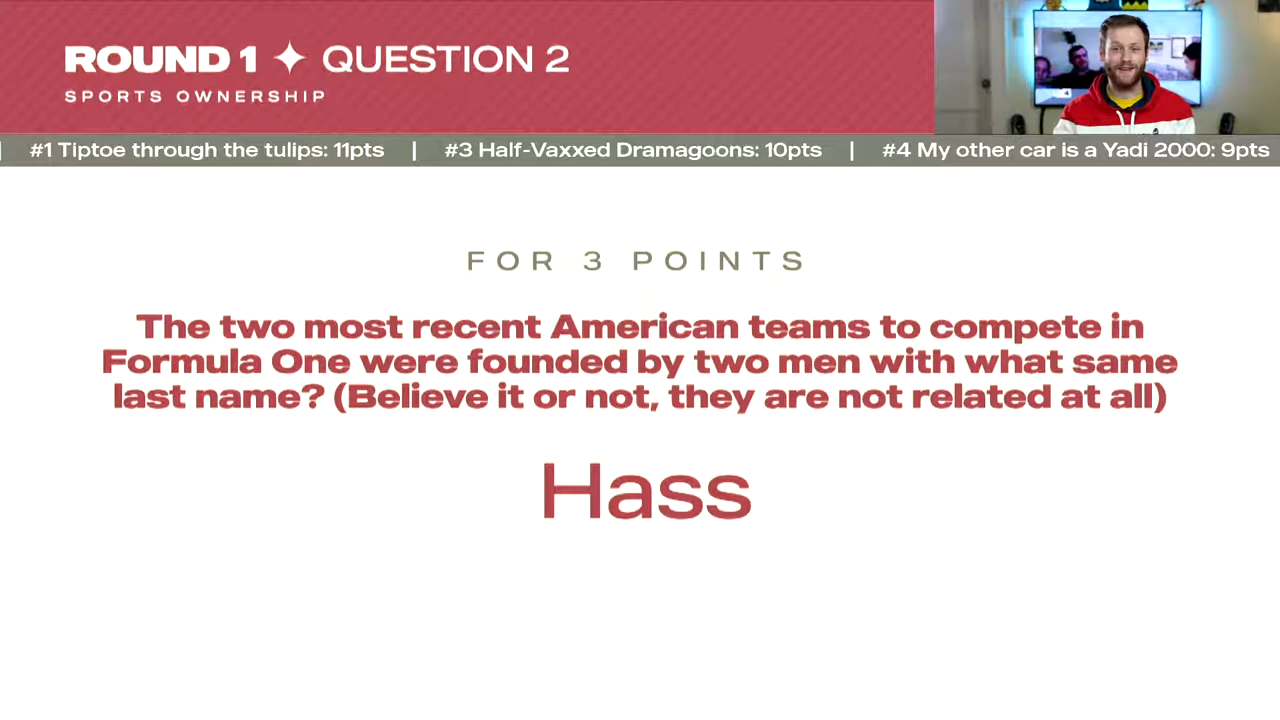 ROUND 1 ✦ QUESTION 2
SPORTS OWNERSHIP
| #1 Tiptoe through the tulips: 11pts | #3 Half-Vaxxed Dramagoons: 10pts | #4 My other car is a Yadi 2000: 9pts
FOR 3 POINTS
The two most recent American teams to compete in
Formula One were founded by two men with what same
last name? (Believe it or not, they are not related at all)
Hass